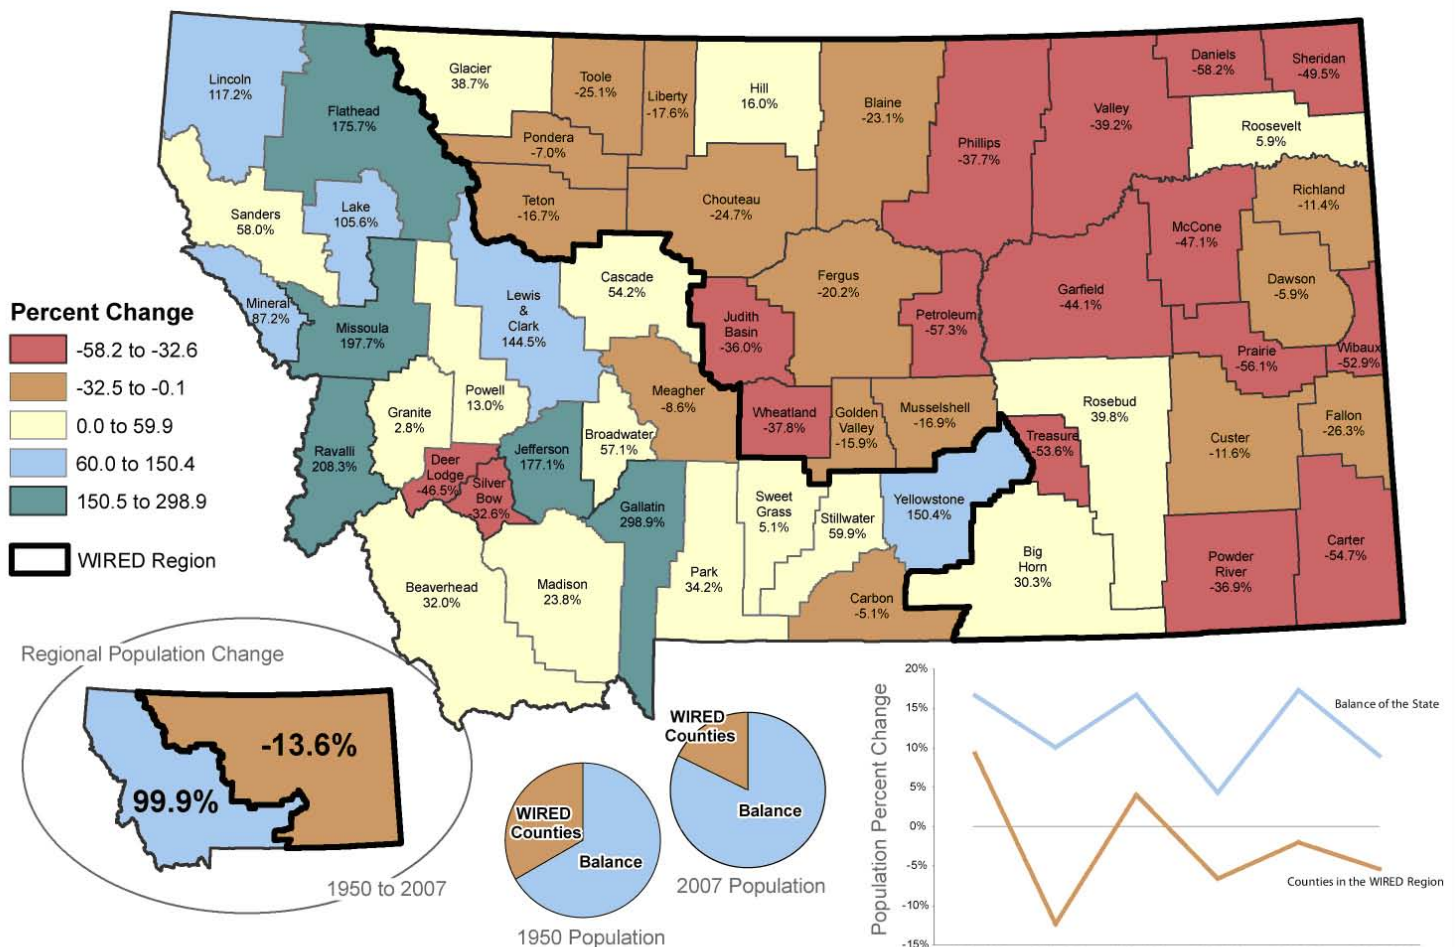 Lincoln
117.2%
Flathead
175.7%
Glacier
38.7%
Toole
-25.1%
Liberty
-17.6%
Hill
16.0%
Blaine
-23.1%
Phillips
-37.7%
Valley
-39.2%
Daniels
-58.2%
Sheridan
-49.5%
Roosevelt
5.9%
Pondera
-7.0%
Teton
-16.7%
Chouteau
-24.7%
Richland
-11.4%
McCone
-47.1%
Sanders
58.0%
Lake
105.6%
Mineral
87.2%
Missoula
197.7%
Lewis
&
Clark
144.5%
Cascade
54.2%
Fergus
-20.2%
Judith
Basin
-36.0%
Petroleum
-57.3%
Garfield
-44.1%
Dawson
-5.9%
Prairie
-56.1%
Wibaux
-52.9%
Powell
13.0%
Granite
2.8%
Meagher
-8.6%
Wheatland
-37.8%
Golden
Valley
-15.9%
Musselshell
-16.9%
Rosebud
39.8%
Treasure
-53.6%
Custer
-11.6%
Fallon
-26.3%
Ravalli
208.3%
Deer
Lodge
-46.5%
Silver
Bow
-32.6%
Jefferson
177.1%
Broadwater
57.1%
Gallatin
298.9%
Sweet
Grass
5.1%
Stillwater
59.9%
Yellowstone
150.4%
Beaverhead
32.0%
Madison
23.8%
Park
34.2%
Carbon
-5.1%
Big
Horn
30.3%
Powder
River
-36.9%
Carter
-54.7%
Percent Change
-58.2 to -32.6
-32.5 to -0.1
0.0 to 59.9
60.0 to 150.4
150.5 to 298.9
WIRED Region
Regional Population Change
-13.6%
99.9%
1950 to 2007
WIRED
Counties
Balance
1950 Population
WIRED
Counties
Balance
2007 Population
Population Percent Change
20%
15%
10%
5%
0%
-5%
-10%
-15%
Balance of the State
Counties in the WIRED Region